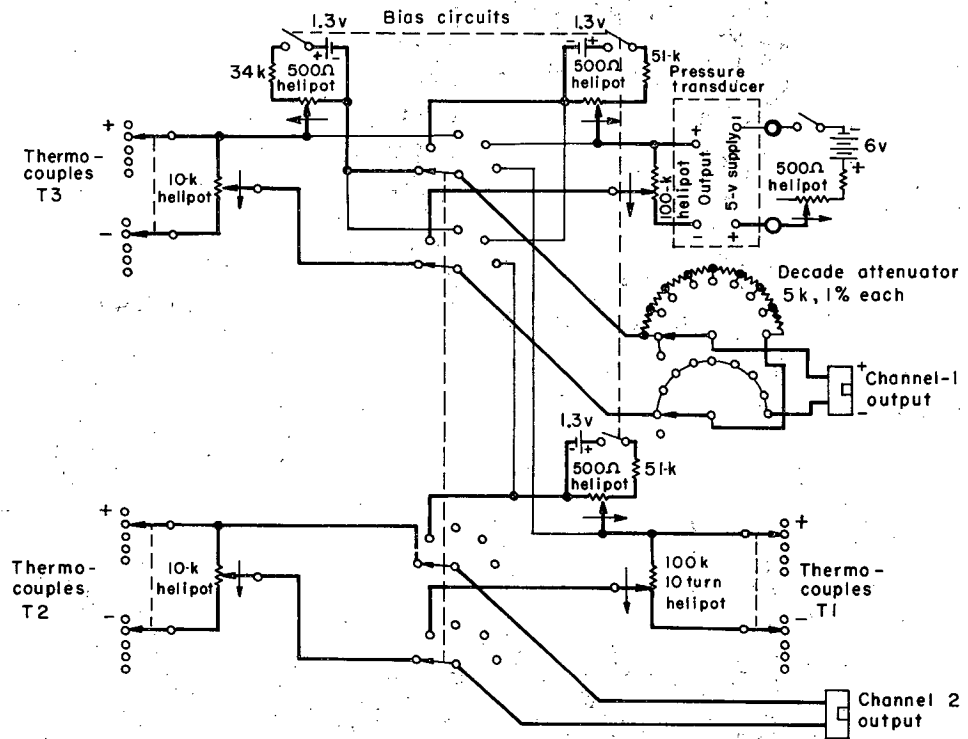 Bias circuits
1.3v
+ -
34k
500Ω
helipot
1.3v
- +
51-k
500Ω
helipot
Pressure
transducer
+
-
Output
5-v supply
-
+
100-k
helipot
-
6v
+
500Ω
helipot
+
Thermo-
couples
T3
-
10-k
helipot
Decade attenuator
5k, 1% each
+
Channel-1
output
-
1.3v
- +
500Ω
helipot
51-k
+
Thermo-
couples
T2
-
10-k
helipot
100k
10 turn
helipot
+
Thermo-
couples
T1
-
Channel 2
output